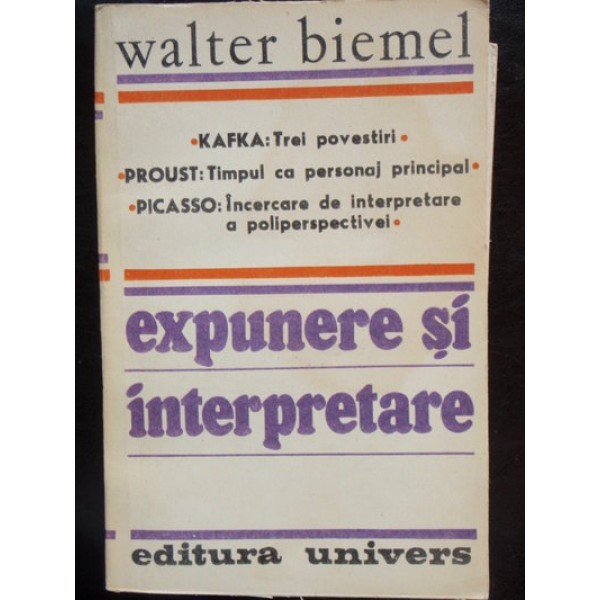 walter biemel
•KAFKA: Trei povestiri•
•PROUST: Timpul ca personaj principal•
•PICASSO: Încercare de interpretare
a poliperspectivei•
expunere și
interpretare
editura univers